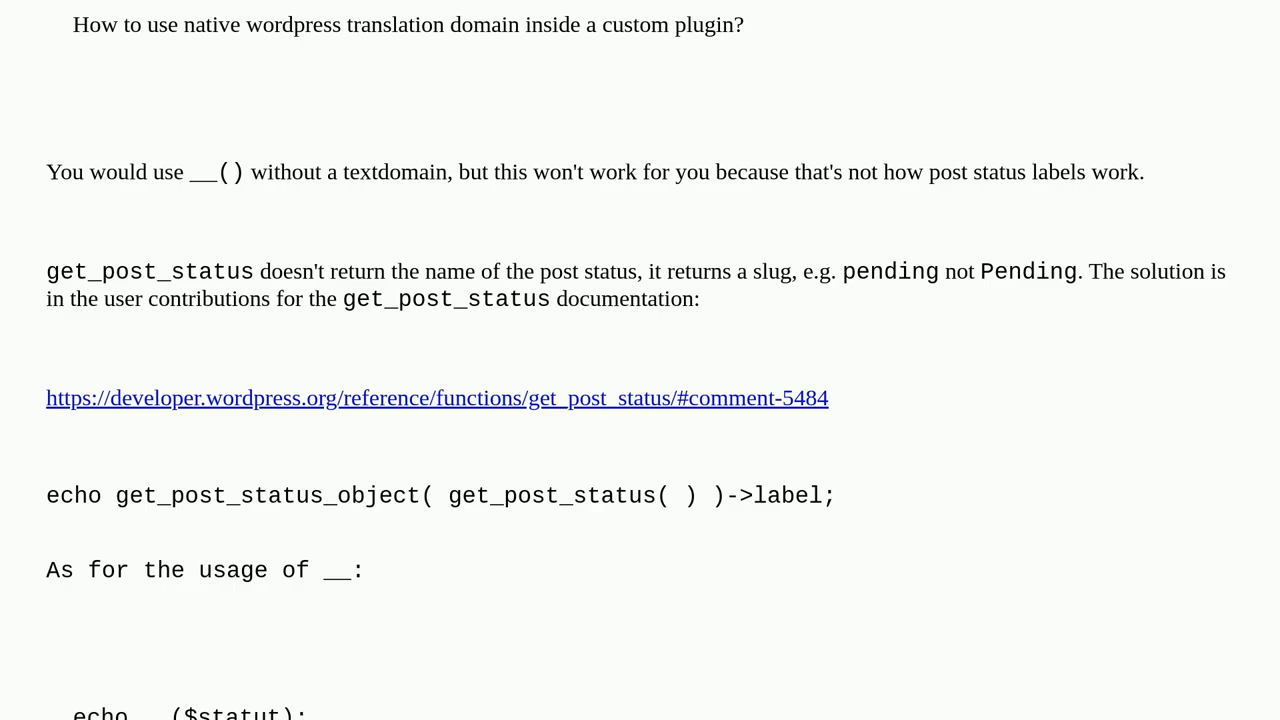 How to use native wordpress translation domain inside a custom plugin?
You would use __() without a textdomain, but this won't work for you because that's not how post status labels work.
get_post_status doesn't return the name of the post status, it returns a slug, e.g. pending not Pending. The solution is
in the user contributions for the get_post_status documentation:
https://developer.wordpress.org/reference/functions/get_post_status/#comment-5484
echo get_post_status_object( get_post_status( ) )->label;
As for the usage of __:
echo __($statut);